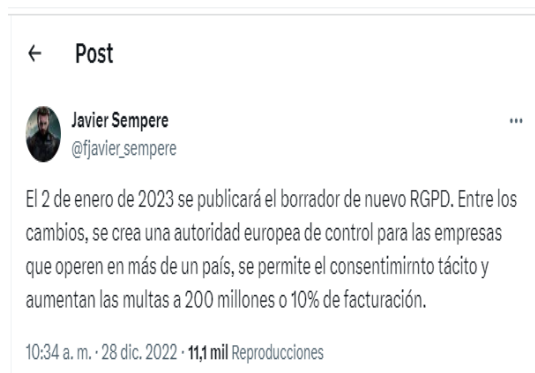 ← Post
Javier Sempere
@fjavier_sempere
...
El 2 de enero de 2023 se publicará el borrador de nuevo RGPD. Entre los
cambios, se crea una autoridad europea de control para las empresas
que operen en más de un país, se permite el consentimirnto tácito y
aumentan las multas a 200 millones o 10% de facturación.
10:34 a. m. · 28 dic. 2022 · 11,1 mil Reproducciones